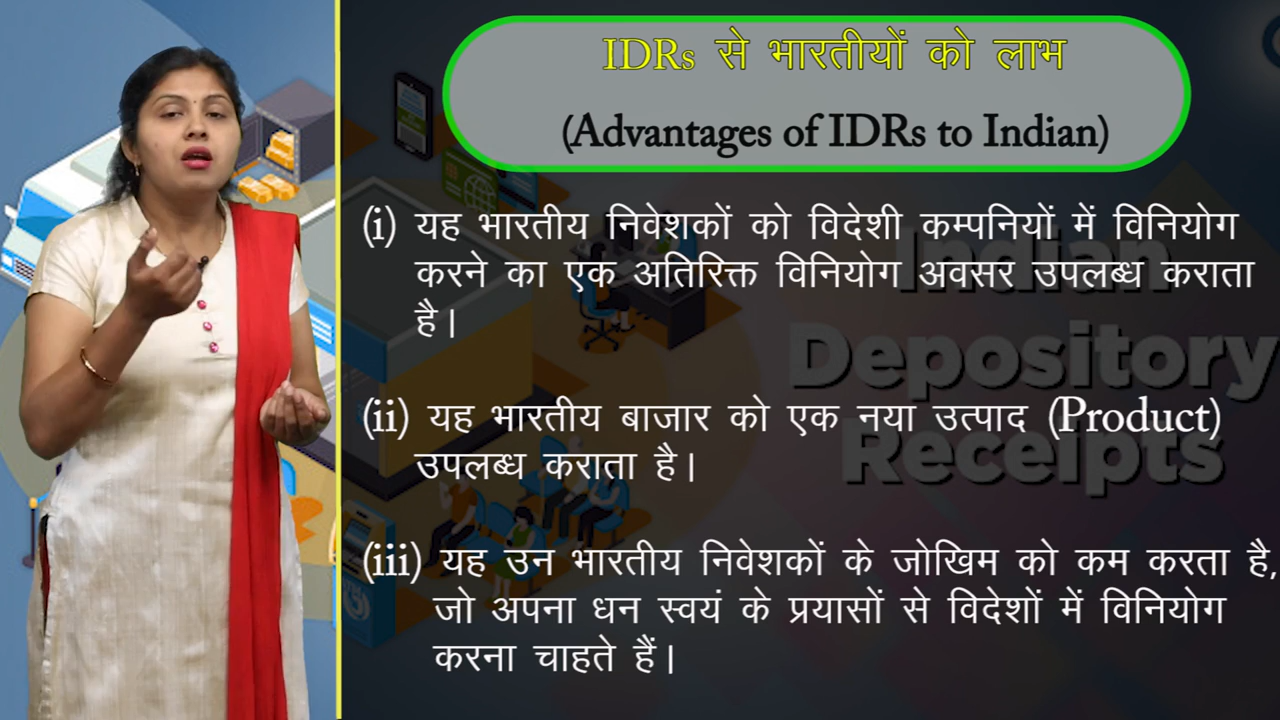 IDRs से भारतीयों को लाभ
(Advantages of IDRs to Indian)
(i) यह भारतीय निवेशकों को विदेशी कम्पनियों में विनियोग
करने का एक अतिरिक्त विनियोग अवसर उपलब्ध कराता
है।
(ii) यह भारतीय बाजार को एक नया उत्पाद (Product)
उपलब्ध कराता है।
(iii) यह उन भारतीय निवेशकों के जोखिम को कम करता है,
जो अपना धन स्वयं के प्रयासों से विदेशों में विनियोग
करना चाहते हैं।
Indian
Depository
Receipts